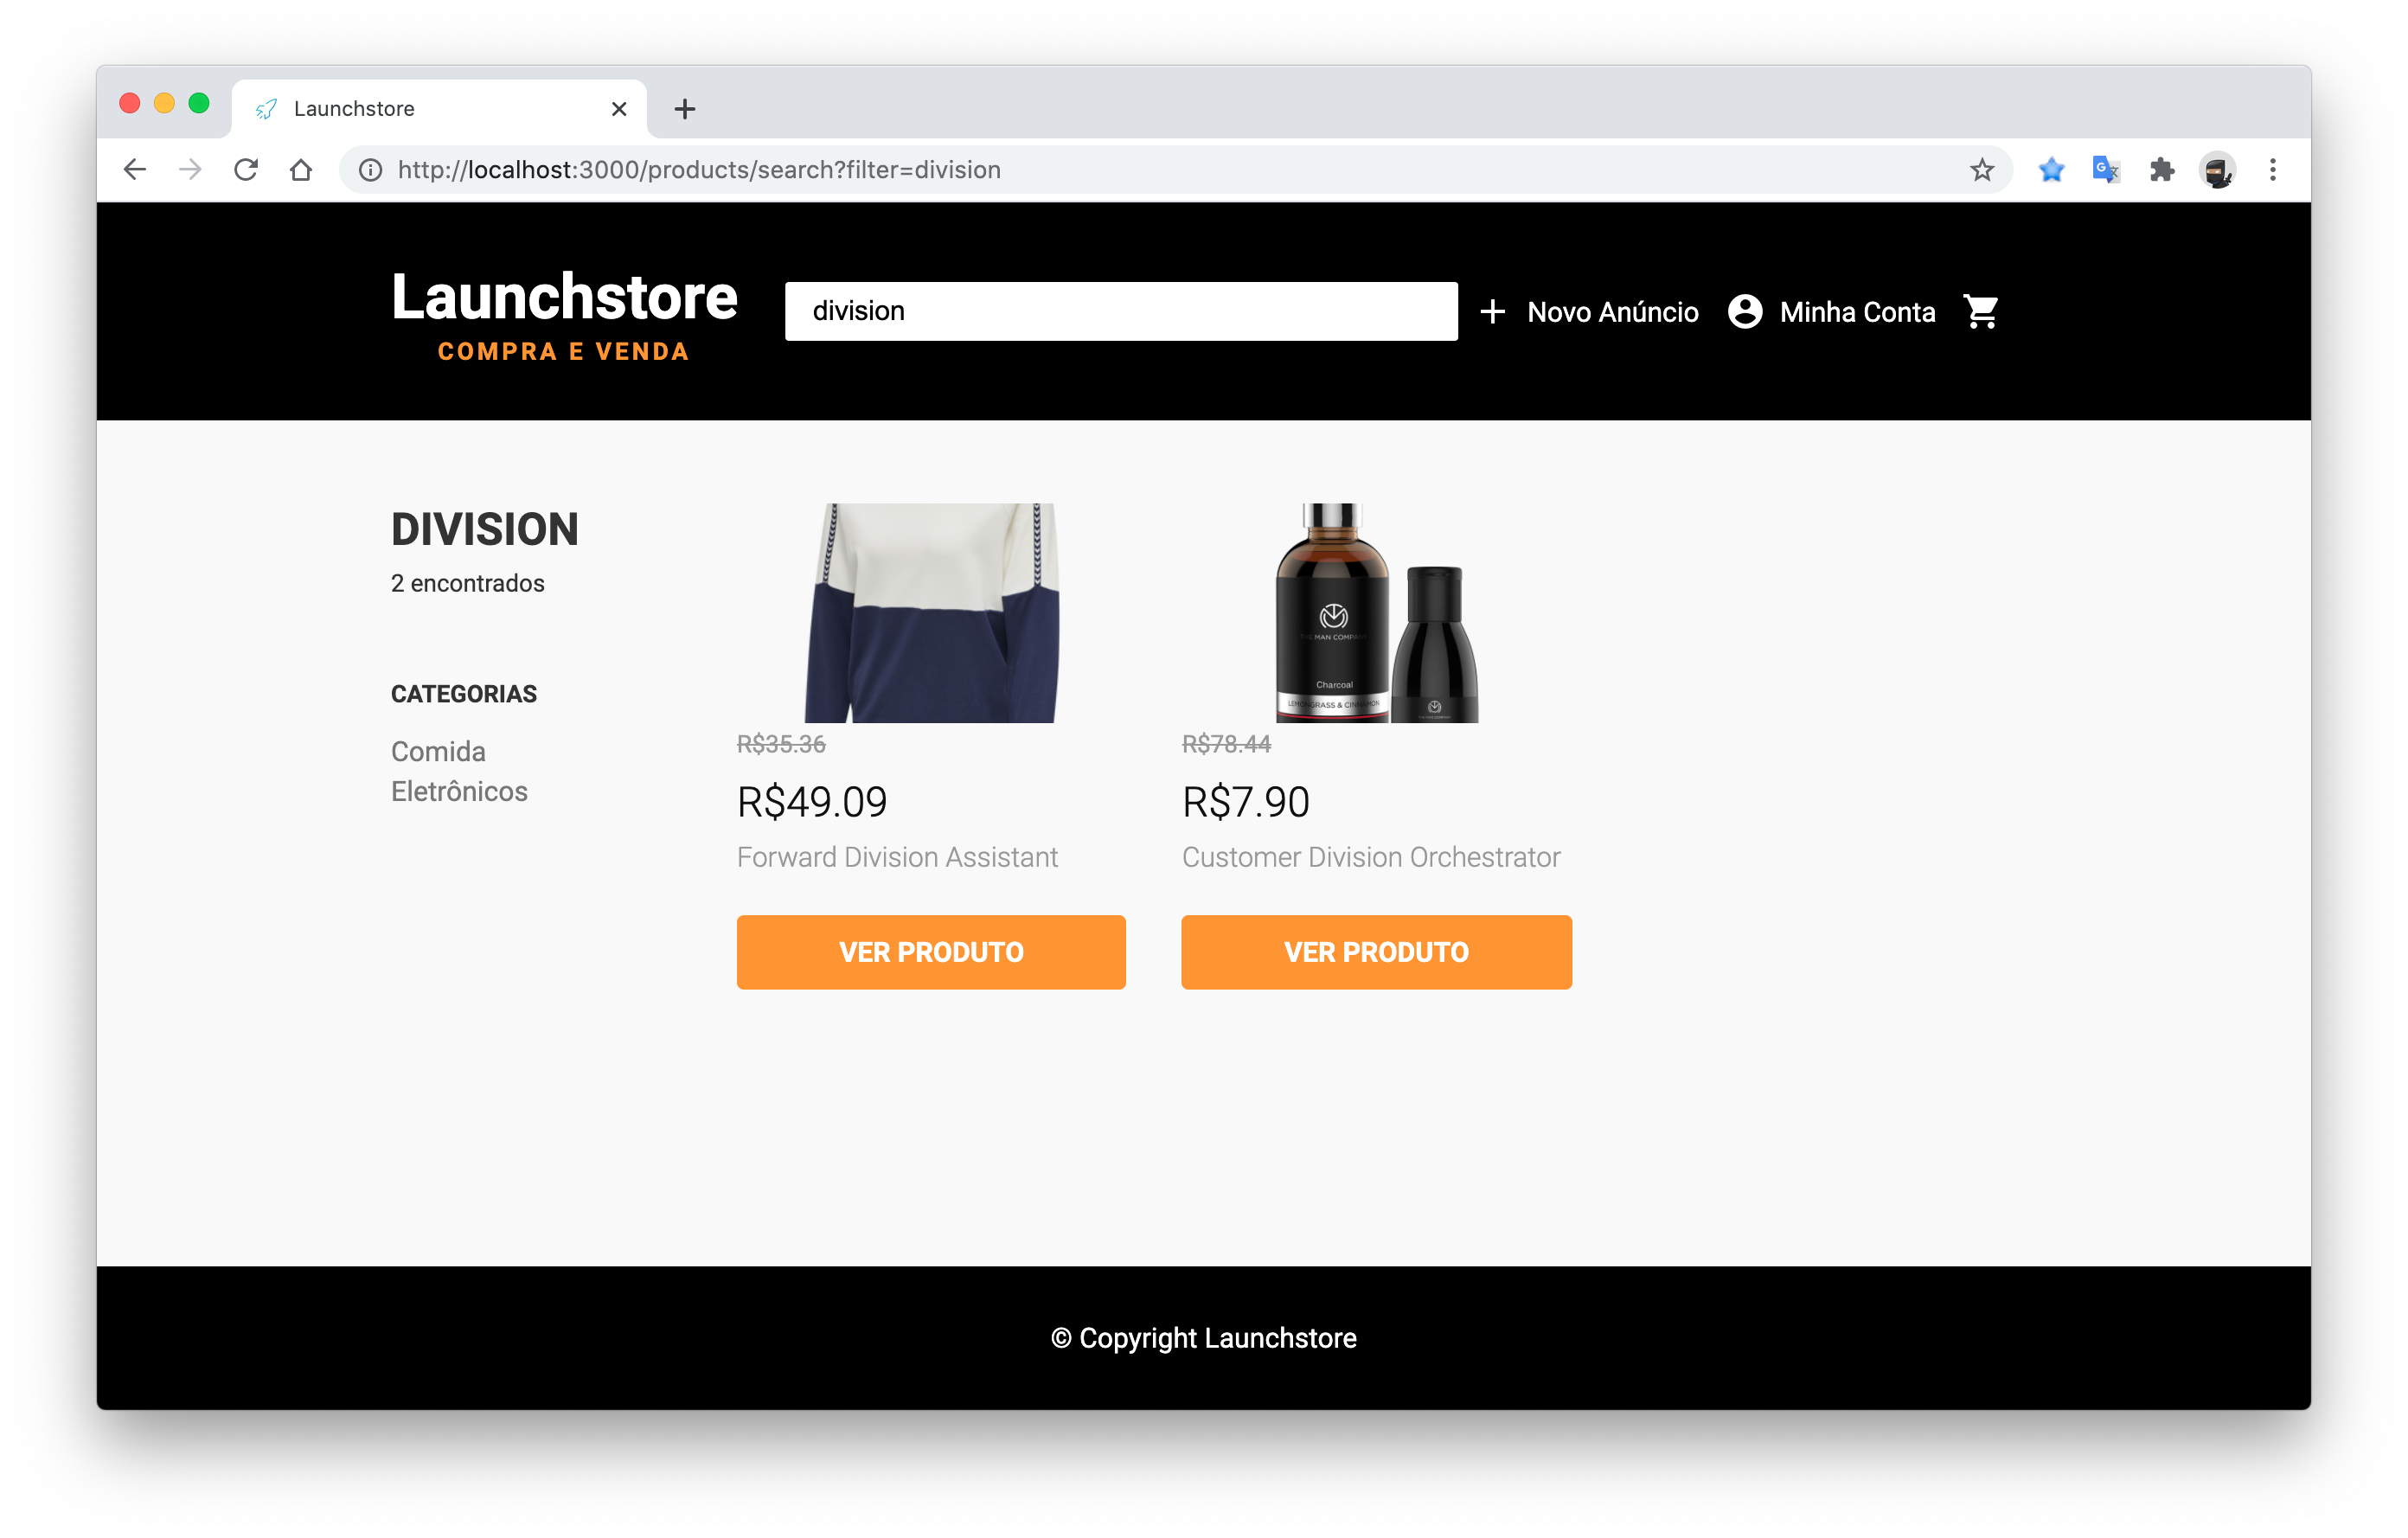 Launchstore
http://localhost:3000/products/search?filter=division
Launchstore
COMPRA E VENDA
division
Novo Anúncio
Minha Conta
DIVISION
2 encontrados
CATEGORIAS
Comida
Eletrônicos
THE MAN COMPANY
Charcoal
LEMONGRASS & CINNAMON
R$35.36
R$49.09
Forward Division Assistant
VER PRODUTO
R$78.44
R$7.90
Customer Division Orchestrator
VER PRODUTO
© Copyright Launchstore